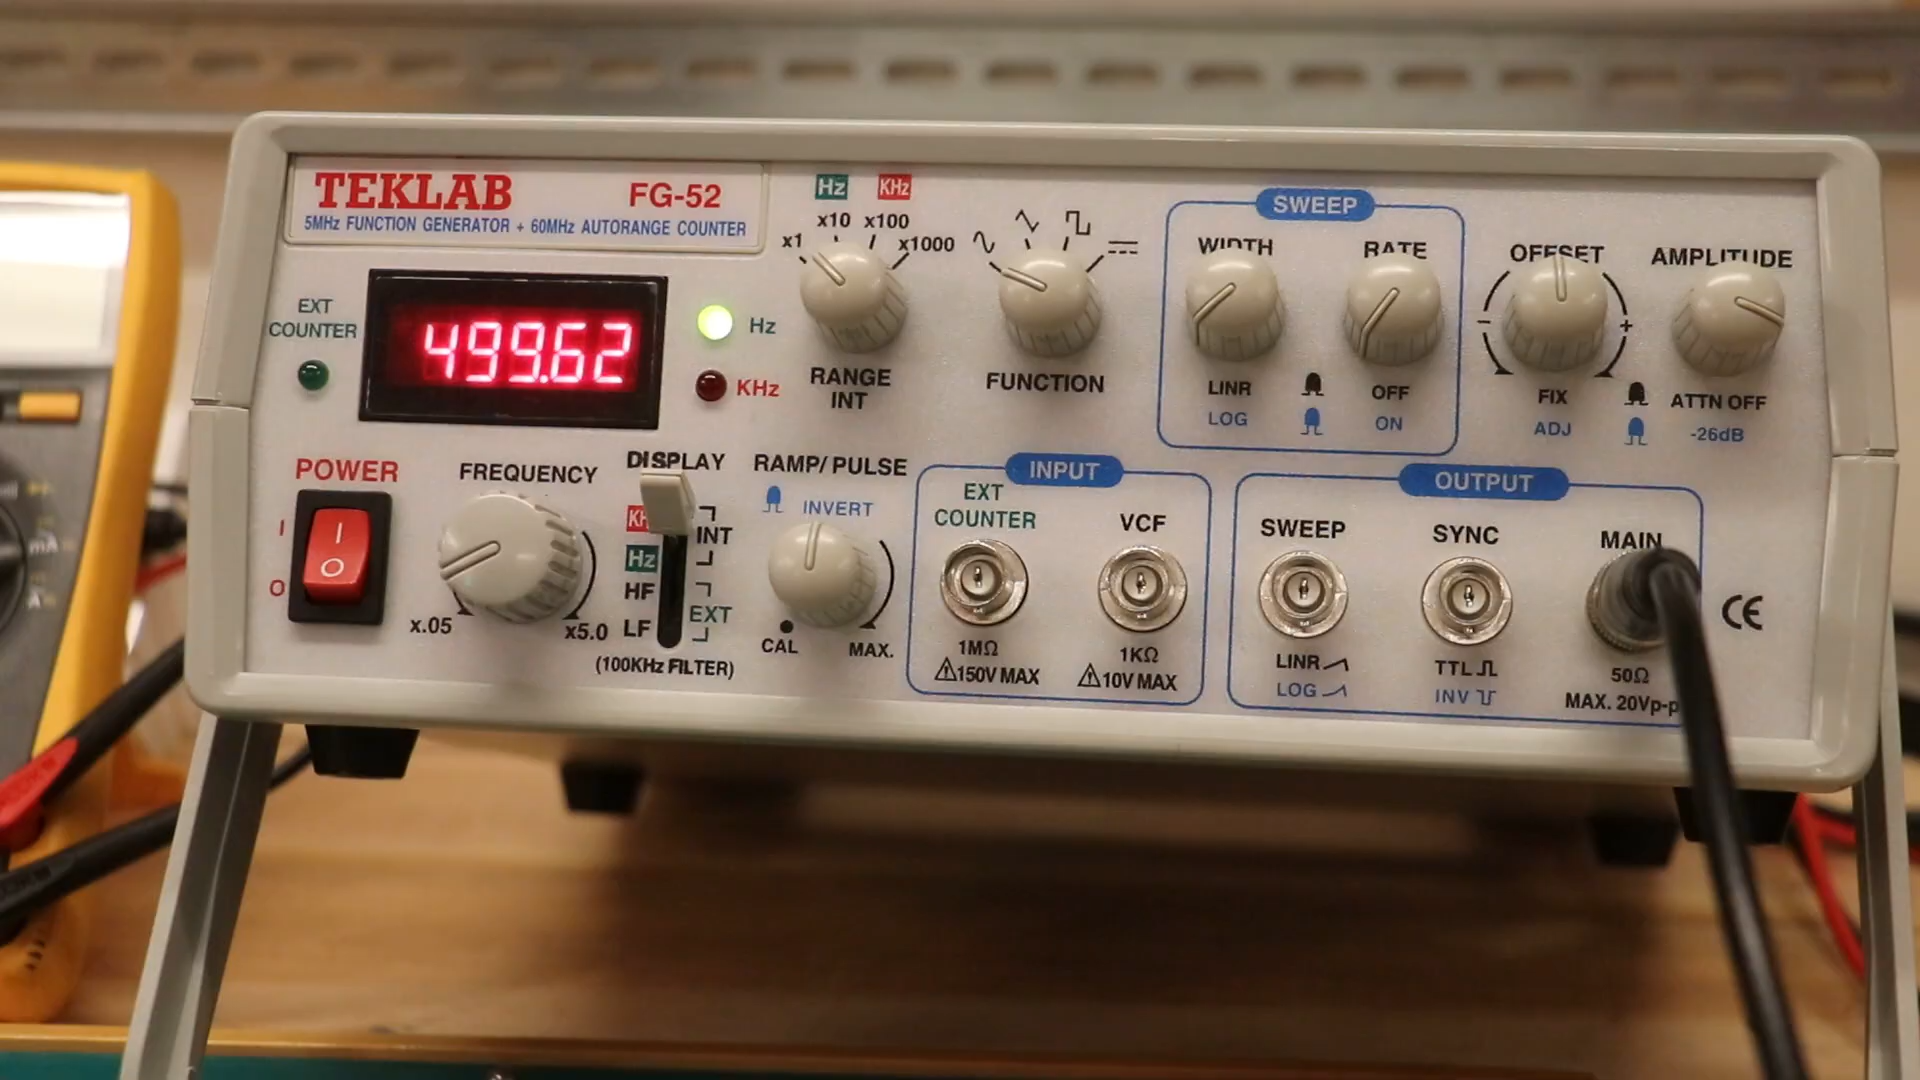 TEKLAB FG-52
5MHz FUNCTION GENERATOR + 60MHz AUTORANGE COUNTER
Hz KHz
x1 x10 x100 x1000
RANGE
INT
FUNCTION
SWEEP
WIDTH RATE
LINR OFF
LOG ON
OFFSET
- +
FIX
ADJ
AMPLITUDE
ATTN OFF
-26dB
EXT
COUNTER
499.62
Hz
KHz
POWER
I
O
I
O
FREQUENCY
x.05 x5.0
DISPLAY
KHz
Hz
INT
HF
LF
EXT
(100KHz FILTER)
RAMP/ PULSE
INVERT
CAL MAX.
INPUT
EXT
COUNTER
VCF
1MΩ
150V MAX
1KΩ
10V MAX
OUTPUT
SWEEP SYNC MAIN
LINR
LOG
TTL
INV
50Ω
MAX. 20Vp-p
CE
mA